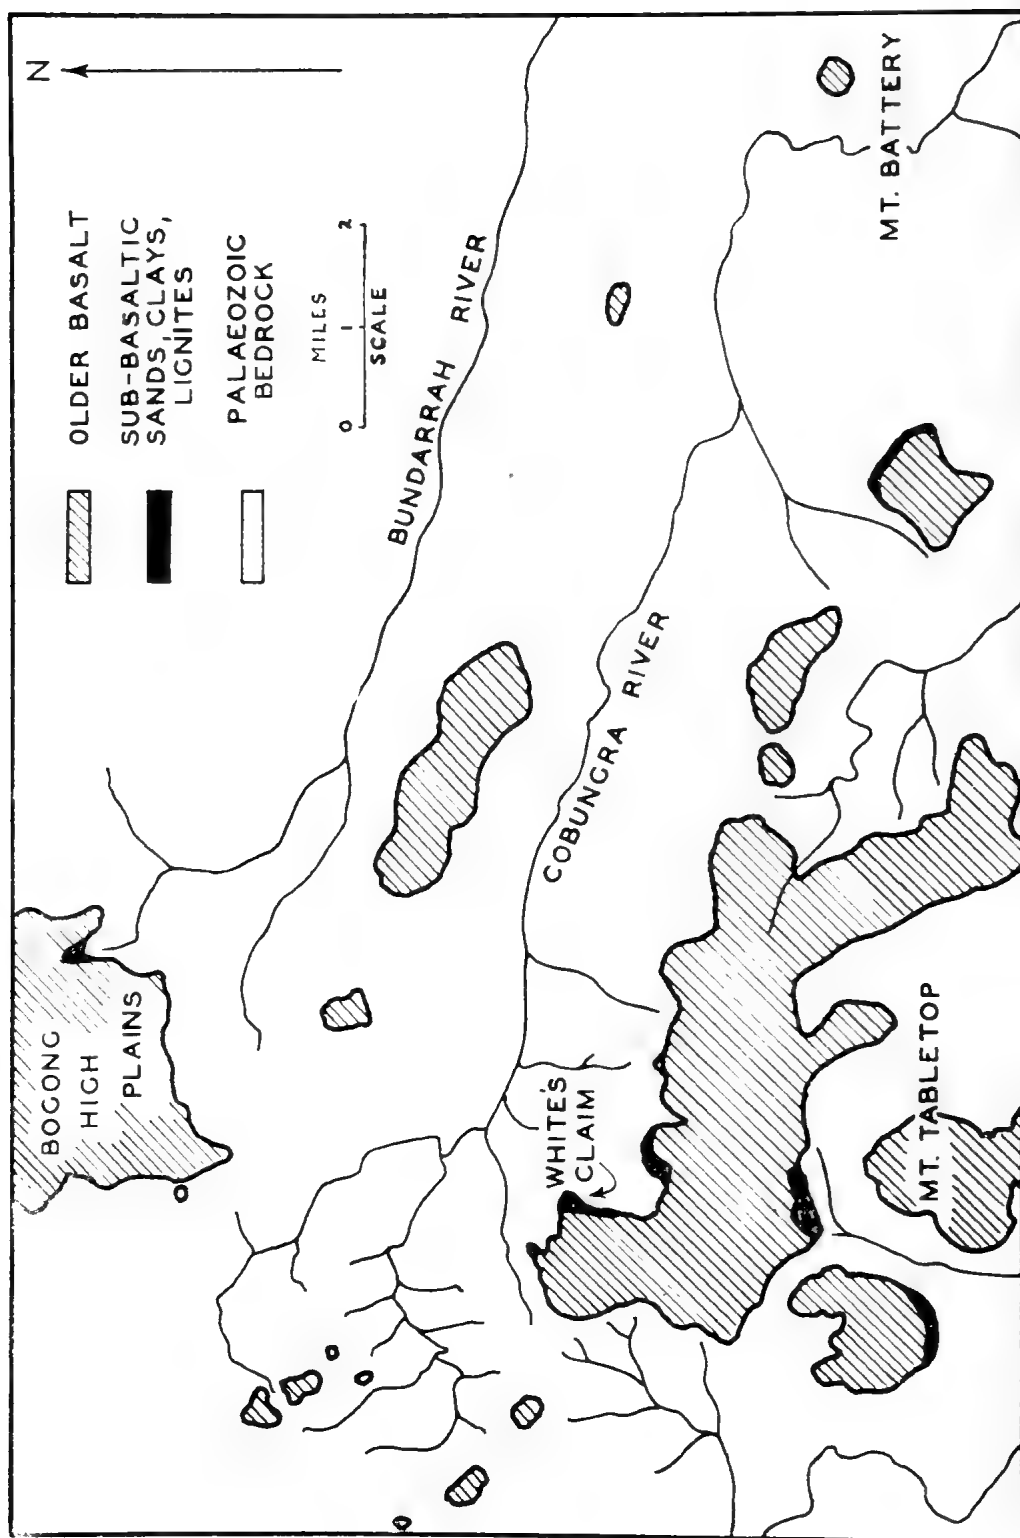 N
OLDER BASALT
SUB-BASALTIC
SANDS, CLAYS,
LIGNITES
PALAEOZOIC
BEDROCK
MILES
0 1 2
SCALE
BOGONG
HIGH
PLAINS
BUNDARRAH RIVER
COBUNGRA RIVER
WHITE'S
CLAIM
MT. TABLETOP
MT. BATTERY